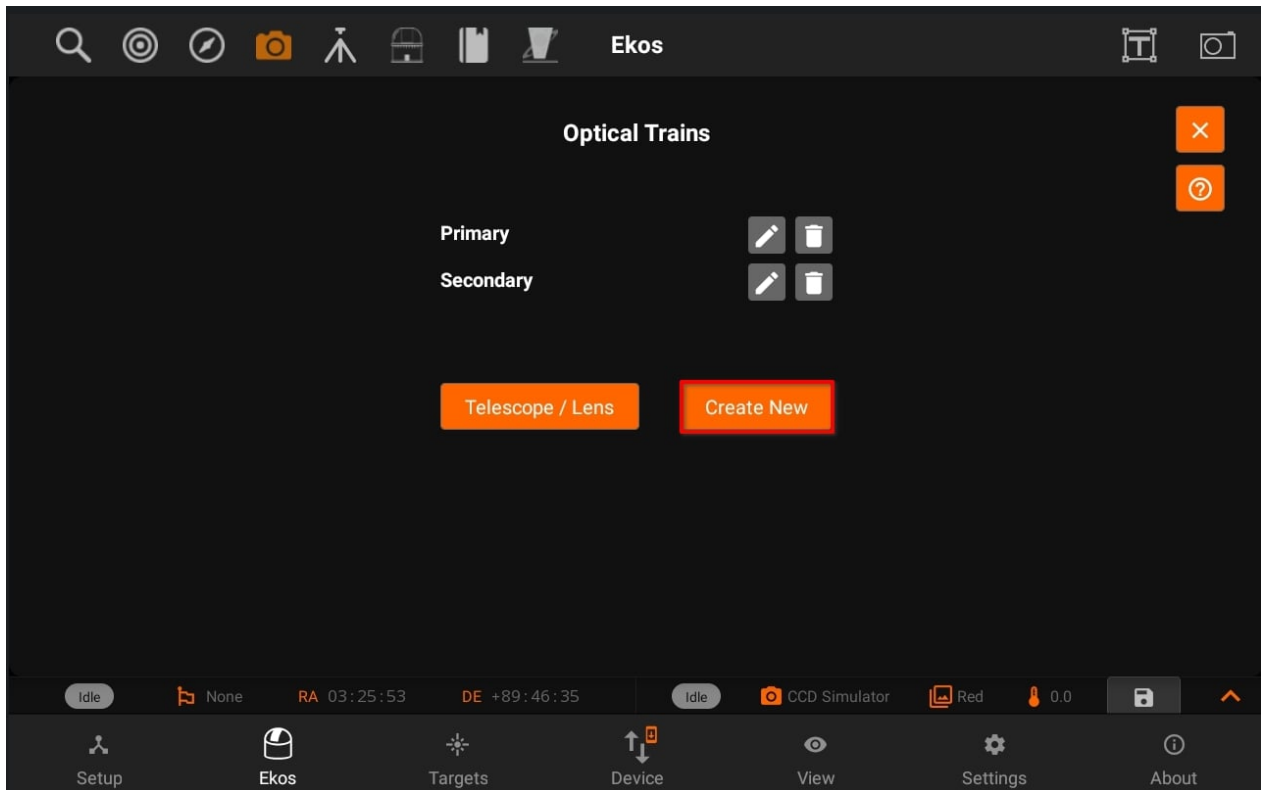 Ekos
Optical Trains
Primary
Secondary
Telescope / Lens
Create New
Idle
None
RA 03:25:53
DE +89:46:35
Idle
CCD Simulator
Red
0.0
Setup
Ekos
Targets
Device
View
Settings
About